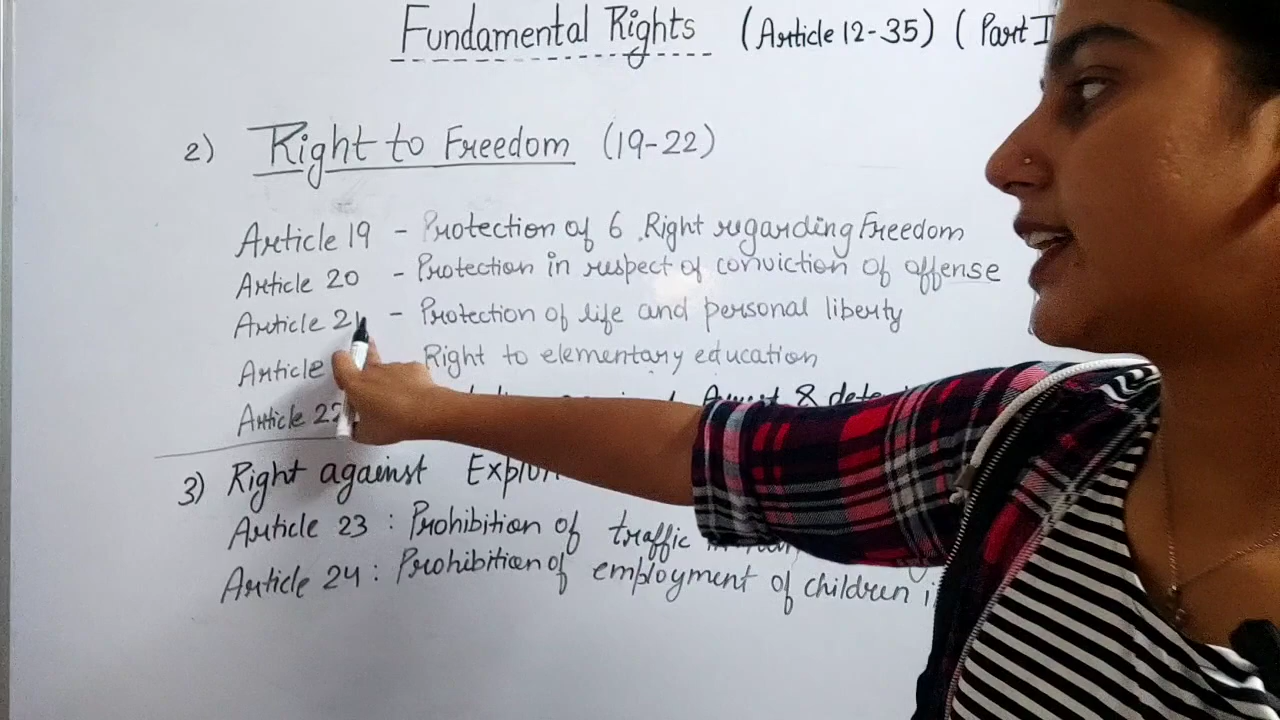 Fundamental Rights (Article 12-35) (Part I
2) Right to Freedom (19-22)
Article 19 - Protection of 6 Right regarding Freedom
Article 20 - Protection in respect of conviction of offense
Article 21 - Protection of life and personal liberty
Article Right to elementary education
Article 22 &
3) Right against
Article 23 : Prohibition of traffic
Article 24 : Prohibition of employment of children